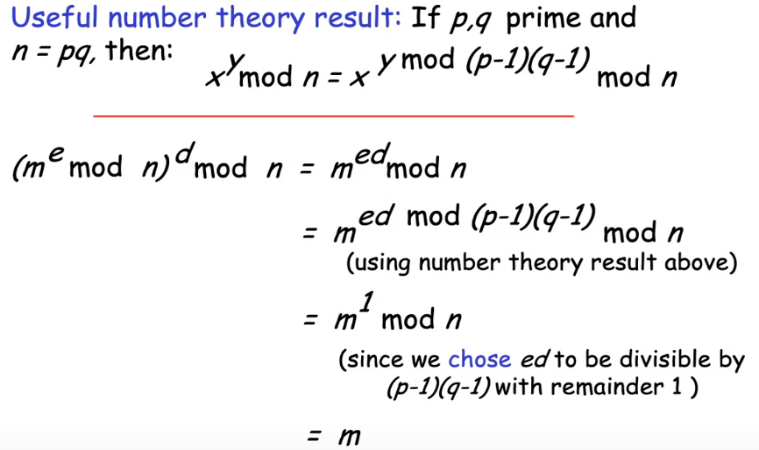 Useful number theory result: If p,q prime and
n = pq, then:
x^y mod n = x^(y mod (p-1)(q-1)) mod n
(m^e mod n)^d mod n = m^(ed) mod n
= m^(ed mod (p-1)(q-1)) mod n
(using number theory result above)
= m^1 mod n
(since we chose ed to be divisible by
(p-1)(q-1) with remainder 1 )
= m